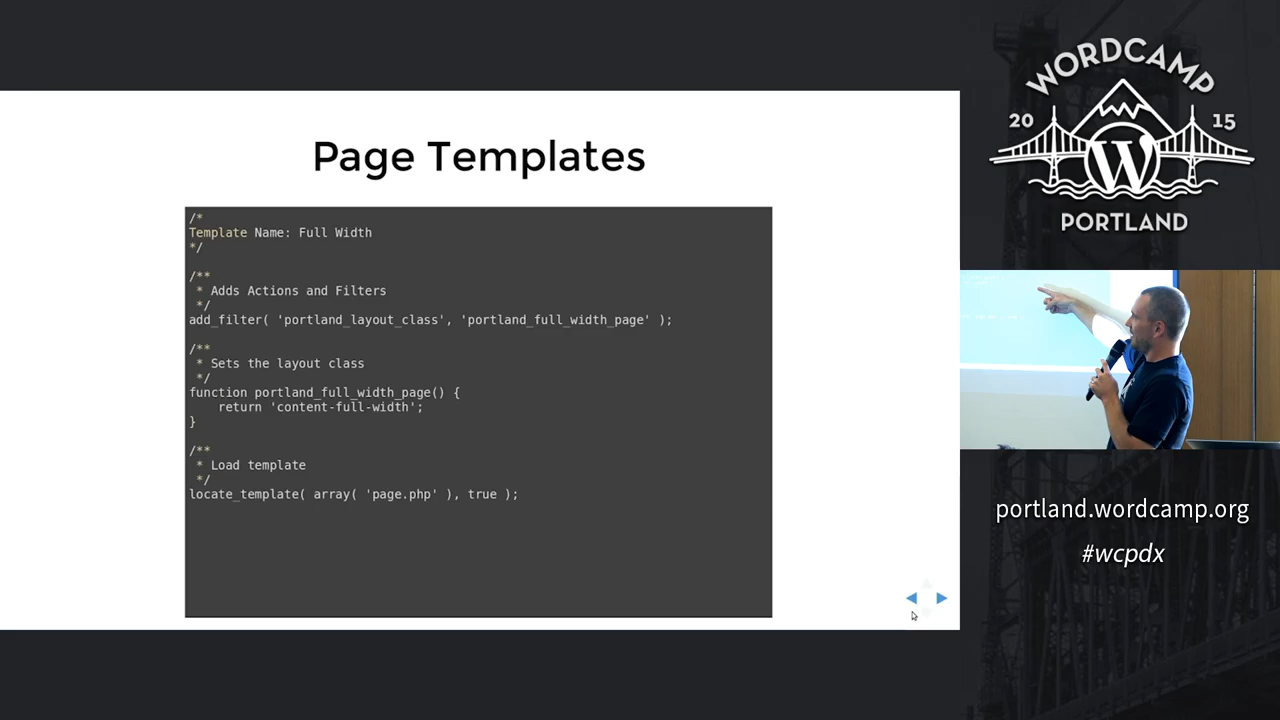 Page Templates
/*
Template Name: Full Width
*/
/**
 * Adds Actions and Filters
 */
add_filter( 'portland_layout_class', 'portland_full_width_page' );
/**
 * Sets the layout class
 */
function portland_full_width_page() {
    return 'content-full-width';
}
/**
 * Load template
 */
locate_template( array( 'page.php' ), true );
WORDCAMP
20 15
W
PORTLAND
portland.wordcamp.org
#wcpdx